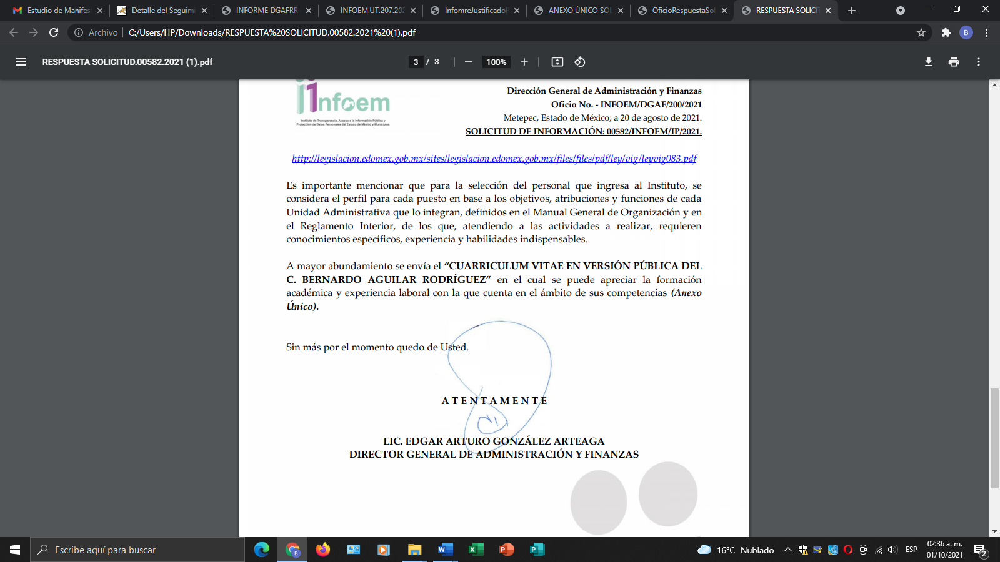 Estudio de Manifest
Detalle del Seguimi
INFORME DGAFRR
INFOEM.UT.207.202
InfomreJustificadoR
ANEXO ÚNICO SOL
OficioRespuestaSol
RESPUESTA SOLICIT
Archivo
C:/Users/HP/Downloads/RESPUESTA%20SOLICITUD.00582.2021%20(1).pdf
B
RESPUESTA SOLICITUD.00582.2021 (1).pdf
3 / 3
100%
infoem
Instituto de Transparencia, Acceso a la Información Pública y
Protección de Datos Personales del Estado de México y Municipios
Dirección General de Administración y Finanzas
Oficio No. - INFOEM/DGAF/200/2021
Metepec, Estado de México; a 20 de agosto de 2021.
SOLICITUD DE INFORMACIÓN: 00582/INFOEM/IP/2021.
http://legislacion.edomex.gob.mx/sites/legislacion.edomex.gob.mx/files/files/pdf/ley/vig/leyvig083.pdf
Es importante mencionar que para la selección del personal que ingresa al Instituto, se
considera el perfil para cada puesto en base a los objetivos, atribuciones y funciones de cada
Unidad Administrativa que lo integran, definidos en el Manual General de Organización y en
el Reglamento Interior, de los que, atendiendo a las actividades a realizar, requieren
conocimientos específicos, experiencia y habilidades indispensables.
A mayor abundamiento se envía el “CUARRICULUM VITAE EN VERSIÓN PÚBLICA DEL
C. BERNARDO AGUILAR RODRÍGUEZ” en el cual se puede apreciar la formación
académica y experiencia laboral con la que cuenta en el ámbito de sus competencias (Anexo
Único).
Sin más por el momento quedo de Usted.
A T E N T A M E N T E
LIC. EDGAR ARTURO GONZÁLEZ ARTEAGA
DIRECTOR GENERAL DE ADMINISTRACIÓN Y FINANZAS
Escribe aquí para buscar
16°C Nublado
ESP
02:36 a. m.
01/10/2021
2